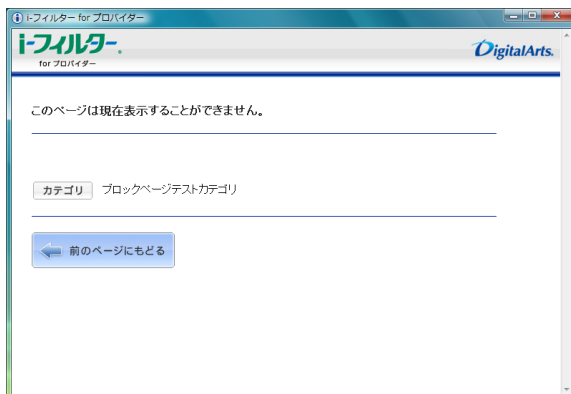 i-フィルター for プロバイダー
i-フィルター.
for プロバイダー
DigitalArts.
このページは現在表示することができません。
カテゴリ ブロックページテストカテゴリ
前のページにもどる